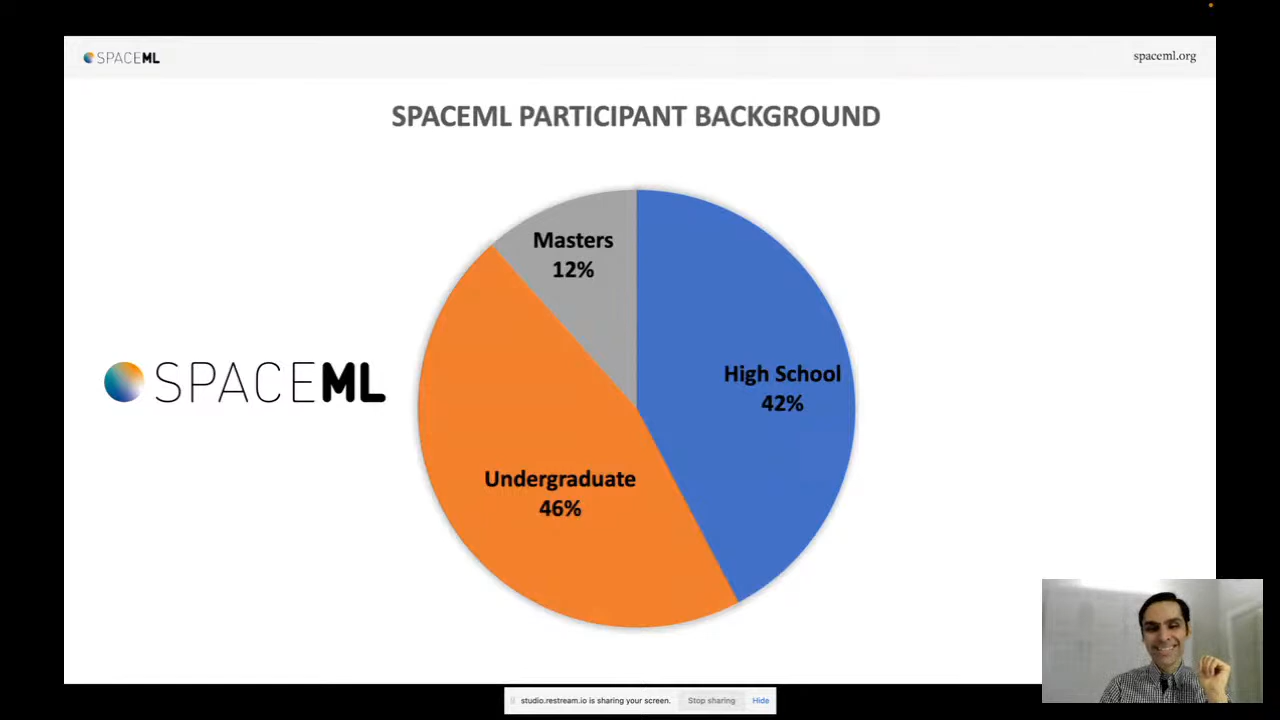 SPACEML
spaceml.org
SPACEML PARTICIPANT BACKGROUND
Masters
12%
High School
42%
SPACEML
Undergraduate
46%
studio.restream.io is sharing your screen.
Stop sharing
Hide